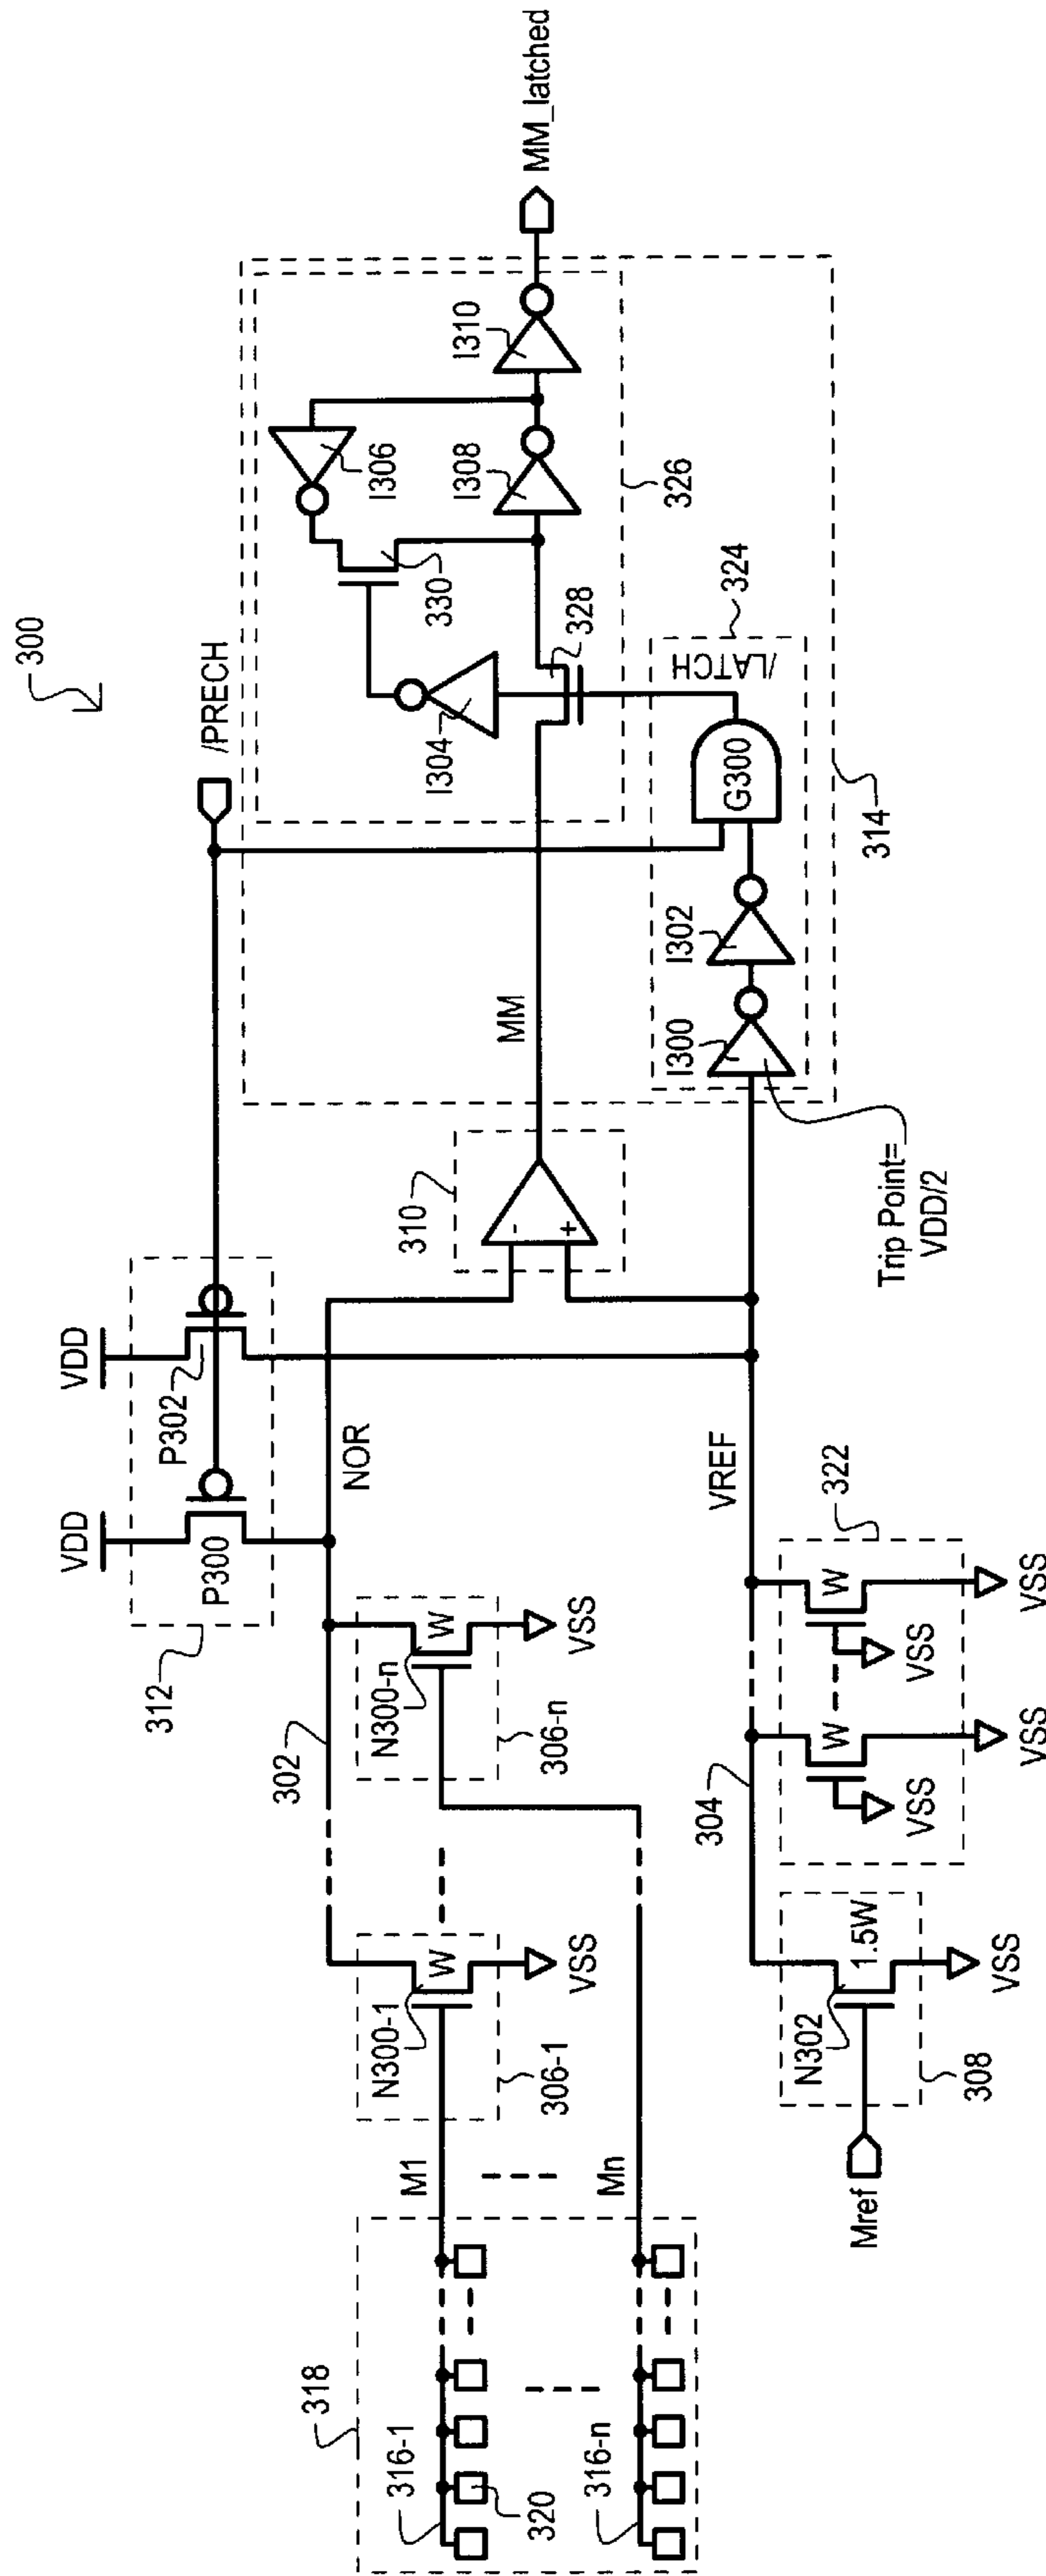 300
/PRECH
VDD
VDD
312
P300
P302
NOR
302
310
-
+
MM
MM_latched
I306
330
I304
I308
I310
328
326
324
/LATCH
G300
I300
I302
314
Trip Point=
VDD/2
318
316-1
320
316-n
M1
Mn
N300-1
W
VSS
306-1
N300-n
W
VSS
306-n
VREF
304
322
W
W
VSS
VSS
VSS
VSS
Mref
N302
1.5W
VSS
308